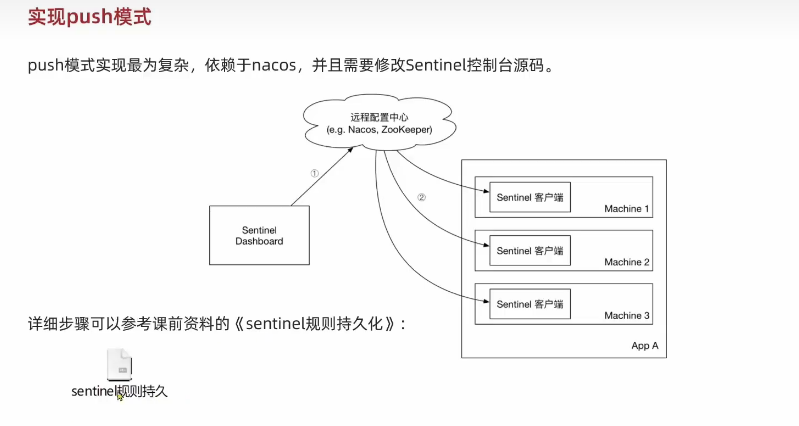 实现push模式
push模式实现最为复杂，依赖于nacos，并且需要修改Sentinel控制台源码。
远程配置中心
(e.g. Nacos, ZooKeeper)
①
②
Sentinel
Dashboard
Sentinel 客户端
Machine 1
Sentinel 客户端
Machine 2
Sentinel 客户端
Machine 3
App A
详细步骤可以参考课前资料的《sentinel规则持久化》：
sentinel规则持久